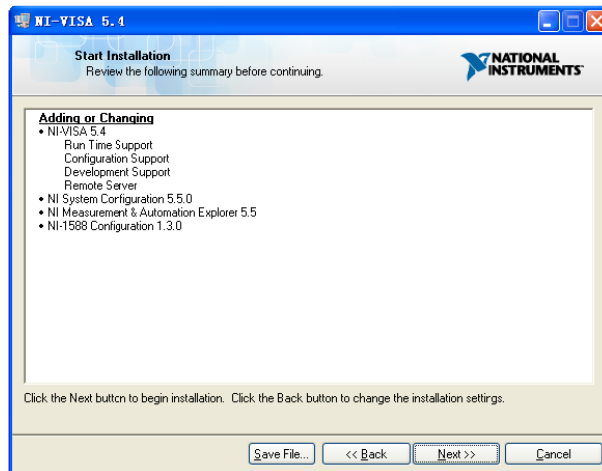 NI-VISA 5.4
Start Installation
Review the following summary before continuing.
NATIONAL
INSTRUMENTS
Adding or Changing
• NI-VISA 5.4
Run Time Support
Configuration Support
Development Support
Remote Server
• NI System Configuration 5.5.0
• NI Measurement & Automation Explorer 5.5
• NI-1588 Configuration 1.3.0
Click the Next button to begin installation. Click the Back button to change the installation settings.
Save File... << Back Next >> Cancel